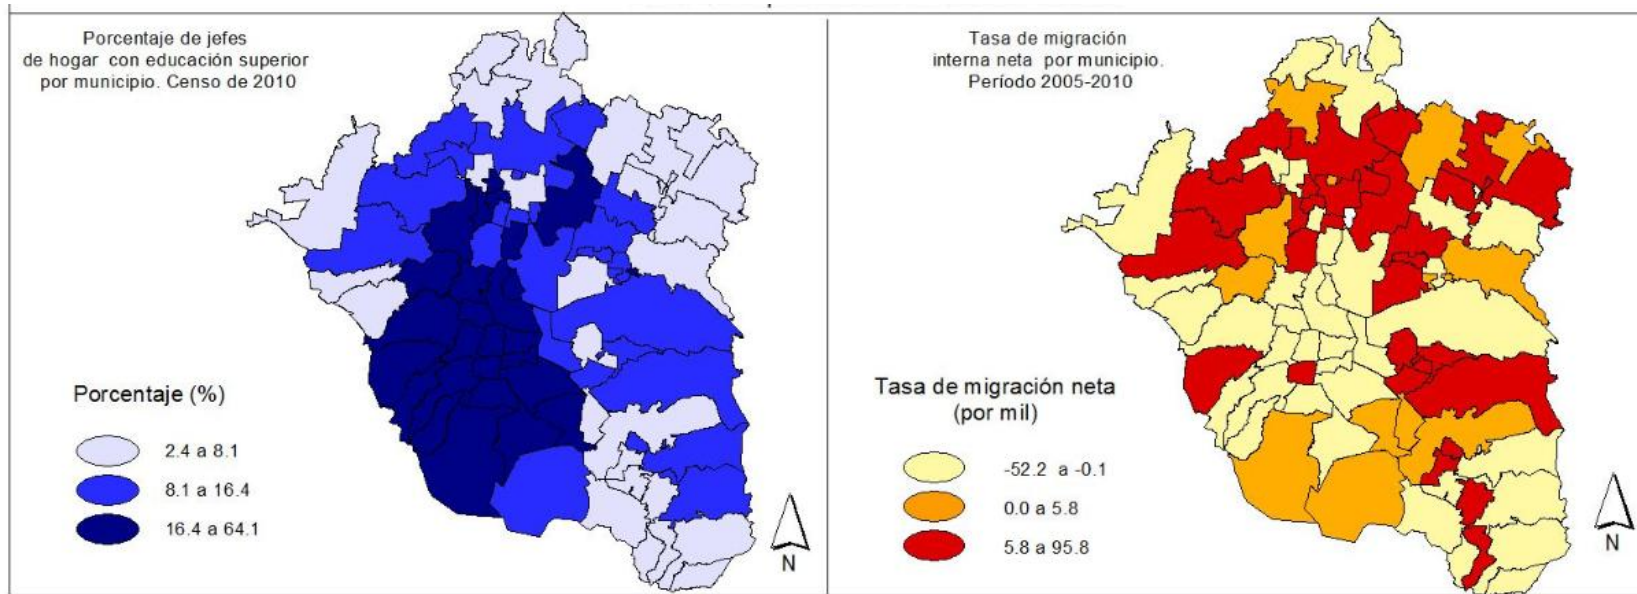 Porcentaje de jefes
de hogar con educación superior
por municipio. Censo de 2010
Porcentaje (%)
2.4 a 8.1
8.1 a 16.4
16.4 a 64.1
N
Tasa de migración
interna neta por municipio.
Período 2005-2010
Tasa de migración neta
(por mil)
-52.2 a -0.1
0.0 a 5.8
5.8 a 95.8
N